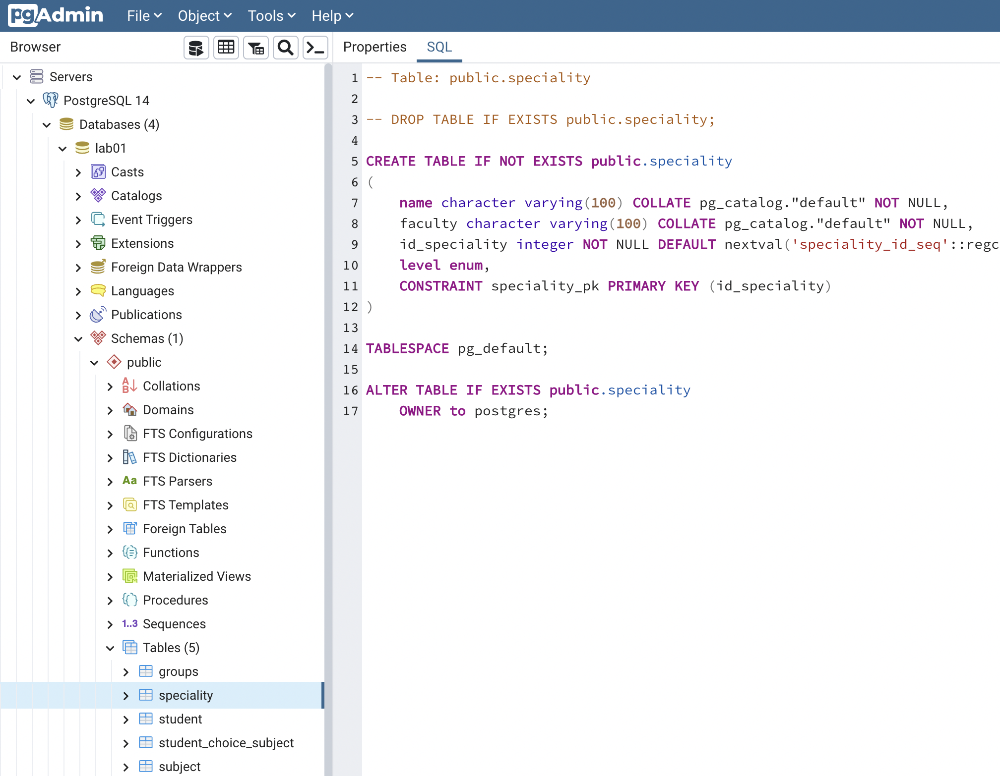 pgAdmin File Object Tools Help
Browser
Servers
PostgreSQL 14
Databases (4)
lab01
Casts
Catalogs
Event Triggers
Extensions
Foreign Data Wrappers
Languages
Publications
Schemas (1)
public
Collations
Domains
FTS Configurations
FTS Dictionaries
Aa FTS Parsers
FTS Templates
Foreign Tables
Functions
Materialized Views
Procedures
1..3 Sequences
Tables (5)
groups
speciality
student
student_choice_subject
subject
Properties SQL
1 -- Table: public.speciality
2
3 -- DROP TABLE IF EXISTS public.speciality;
4
5 CREATE TABLE IF NOT EXISTS public.speciality
6 (
7 name character varying(100) COLLATE pg_catalog."default" NOT NULL,
8 faculty character varying(100) COLLATE pg_catalog."default" NOT NULL,
9 id_speciality integer NOT NULL DEFAULT nextval('speciality_id_seq'::regc
10 level enum,
11 CONSTRAINT speciality_pk PRIMARY KEY (id_speciality)
12 )
13
14 TABLESPACE pg_default;
15
16 ALTER TABLE IF EXISTS public.speciality
17 OWNER to postgres;